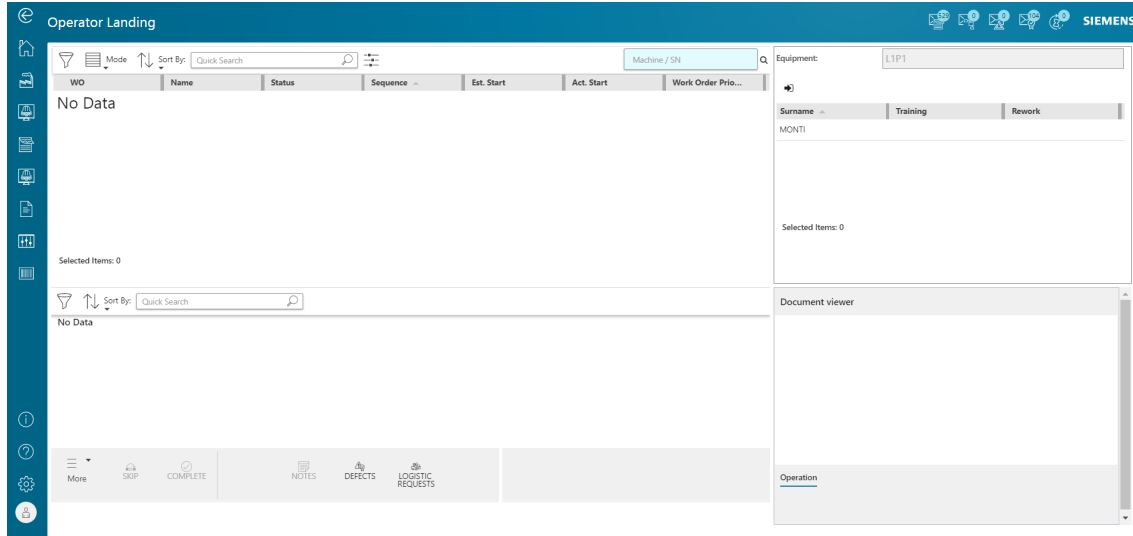 Operator Landing
SIEMENS
Mode
Sort By:
Quick Search
Machine / SN
WO Name Status Sequence Est. Start Act. Start Work Order Prio...
No Data
Selected Items: 0
Equipment: L1P1
Surname Training Rework
MONTI
Selected Items: 0
Sort By:
Quick Search
No Data
Document viewer
More
SKIP
COMPLETE
NOTES
DEFECTS
LOGISTIC
REQUESTS
Operation